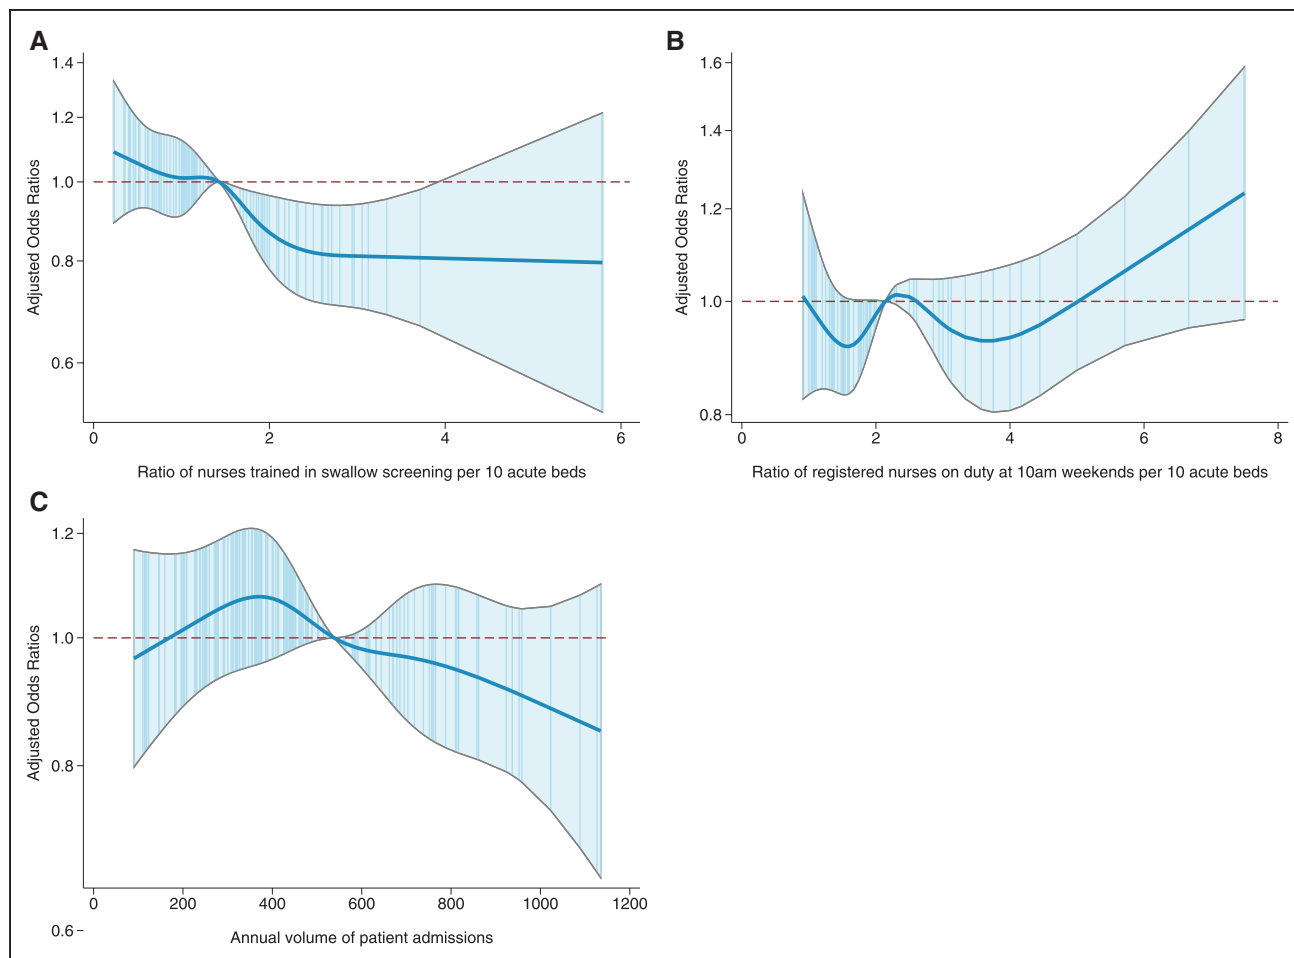 A
Adjusted Odds Ratios
1.4
1.2
1.0
0.8
0.6
0 2 4 6
Ratio of nurses trained in swallow screening per 10 acute beds
B
Adjusted Odds Ratios
1.6
1.4
1.2
1.0
0.8
0 2 4 6 8
Ratio of registered nurses on duty at 10am weekends per 10 acute beds
C
Adjusted Odds Ratios
1.2
1.0
0.8
0 200 400 600 800 1000 1200
0.6
Annual volume of patient admissions